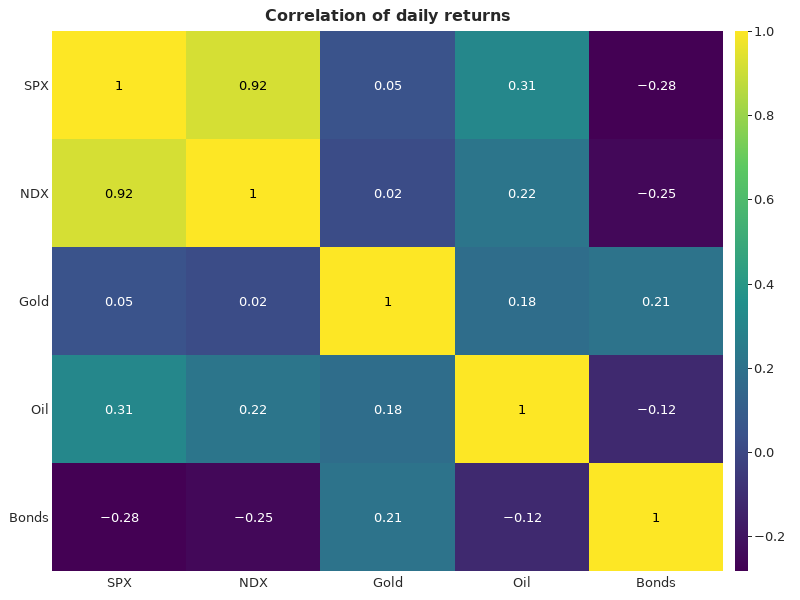 Correlation of daily returns
SPX 1 0.92 0.05 0.31 −0.28
NDX 0.92 1 0.02 0.22 −0.25
Gold 0.05 0.02 1 0.18 0.21
Oil 0.31 0.22 0.18 1 −0.12
Bonds −0.28 −0.25 0.21 −0.12 1
SPX NDX Gold Oil Bonds
1.0
0.8
0.6
0.4
0.2
0.0
−0.2